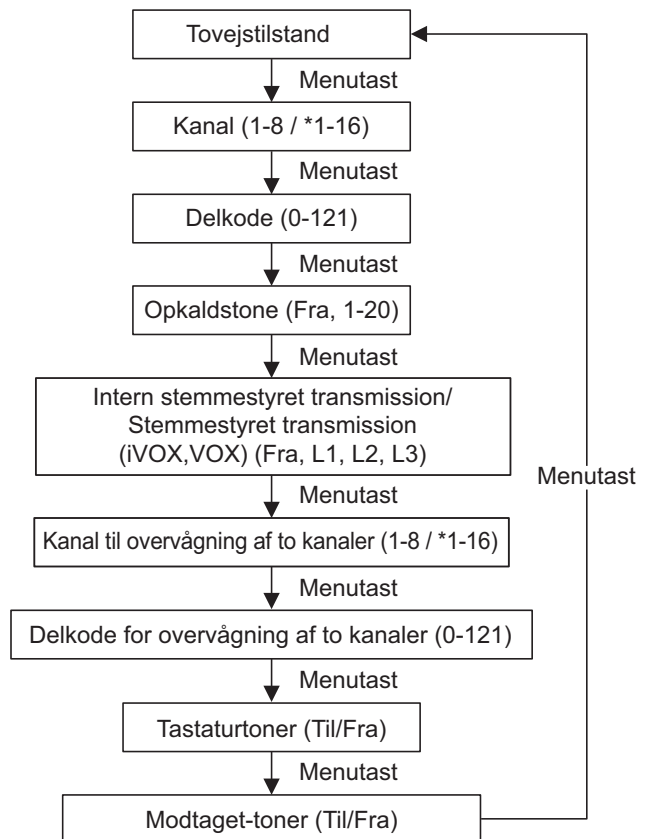 Tovejstilstand
Menutast
Kanal (1-8 / *1-16)
Menutast
Delkode (0-121)
Menutast
Opkaldstone (Fra, 1-20)
Menutast
Intern stemmestyret transmission/
Stemmestyret transmission
(iVOX,VOX) (Fra, L1, L2, L3)
Menutast
Menutast
Kanal til overvågning af to kanaler (1-8 / *1-16)
Menutast
Delkode for overvågning af to kanaler (0-121)
Menutast
Tastaturtoner (Til/Fra)
Menutast
Modtaget-toner (Til/Fra)